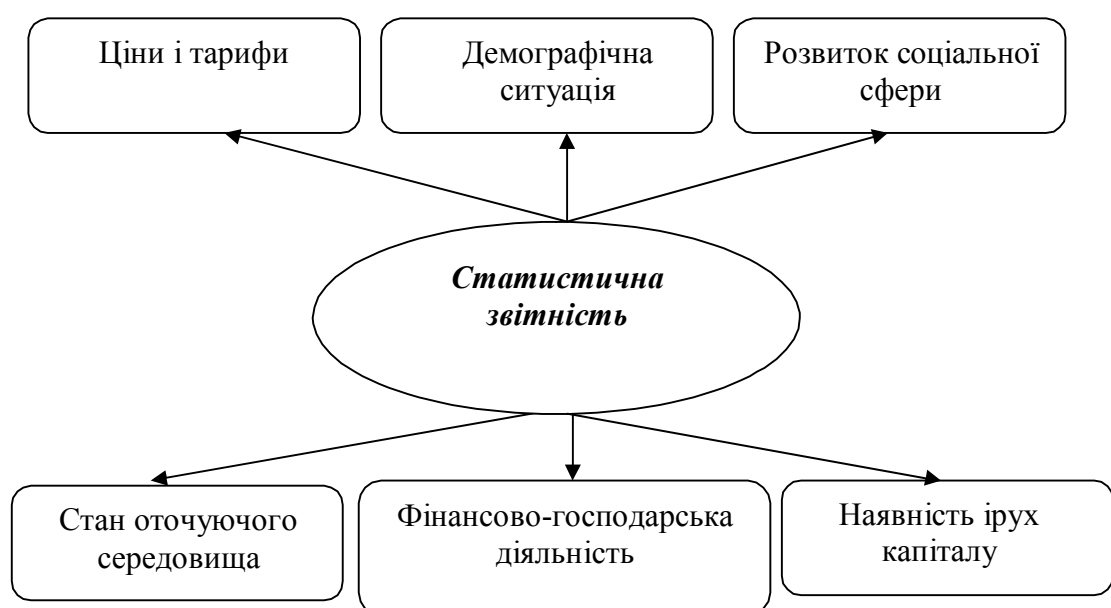 Ціни і тарифи
Демографічна
ситуація
Розвиток соціальної
сфери
Статистична
звітність
Стан оточуючого
середовища
Фінансово-господарська
діяльність
Наявність ірух
капіталу